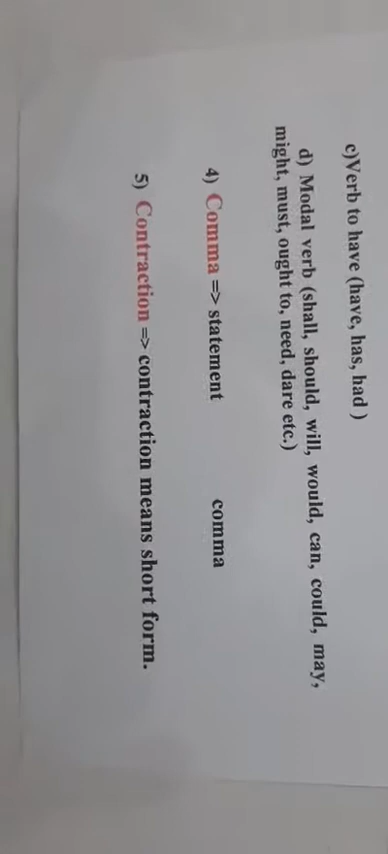 c)Verb to have (have, has, had )
d) Modal verb (shall, should, will, would, can, could, may,
might, must, ought to, need, dare etc.)
4) Comma => statement comma
5) Contraction => contraction means short form.